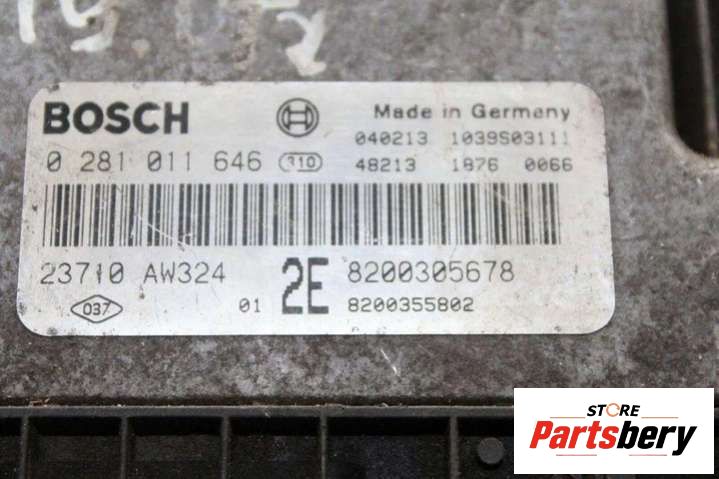 BOSCH Made in Germany
040213 1039S03111
0 281 011 646 310 48213 1876 0066
23710 AW324 2E 8200305678
037 01 8200355802
STORE
Partsbery